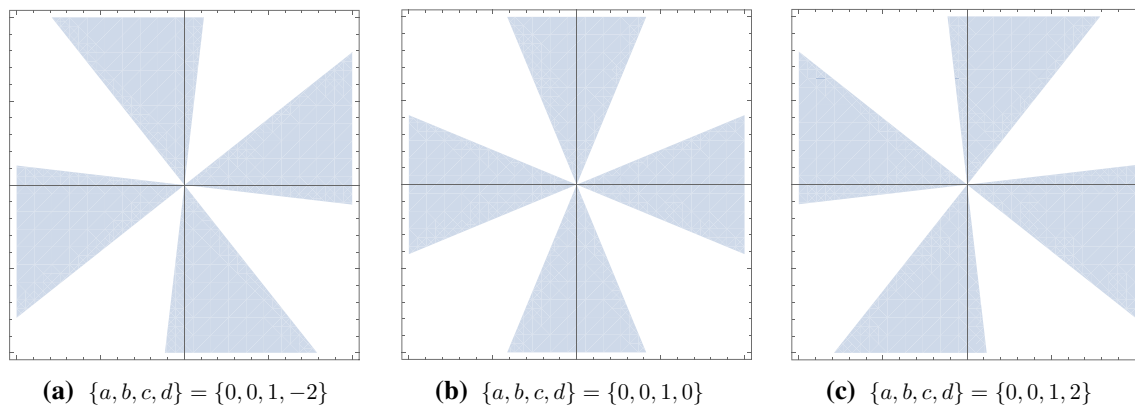 (a) {a, b, c, d} = {0, 0, 1, −2}
(b) {a, b, c, d} = {0, 0, 1, 0}
(c) {a, b, c, d} = {0, 0, 1, 2}